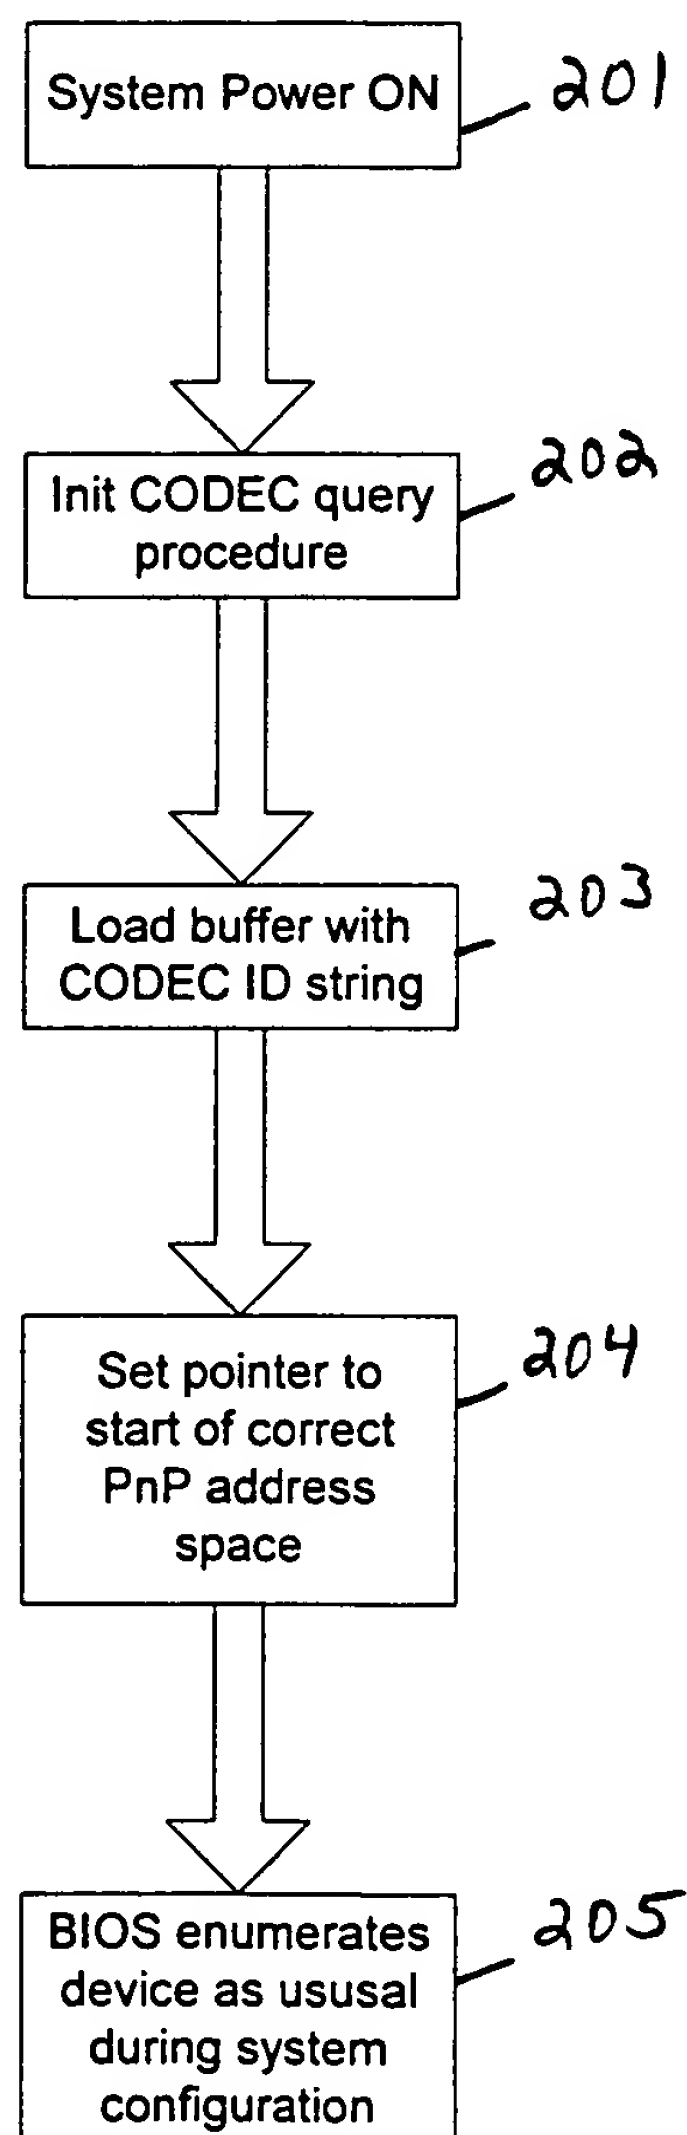 System Power ON
201
Init CODEC query
procedure
202
Load buffer with
CODEC ID string
203
Set pointer to
start of correct
PnP address
space
204
BIOS enumerates
device as ususal
during system
configuration
205